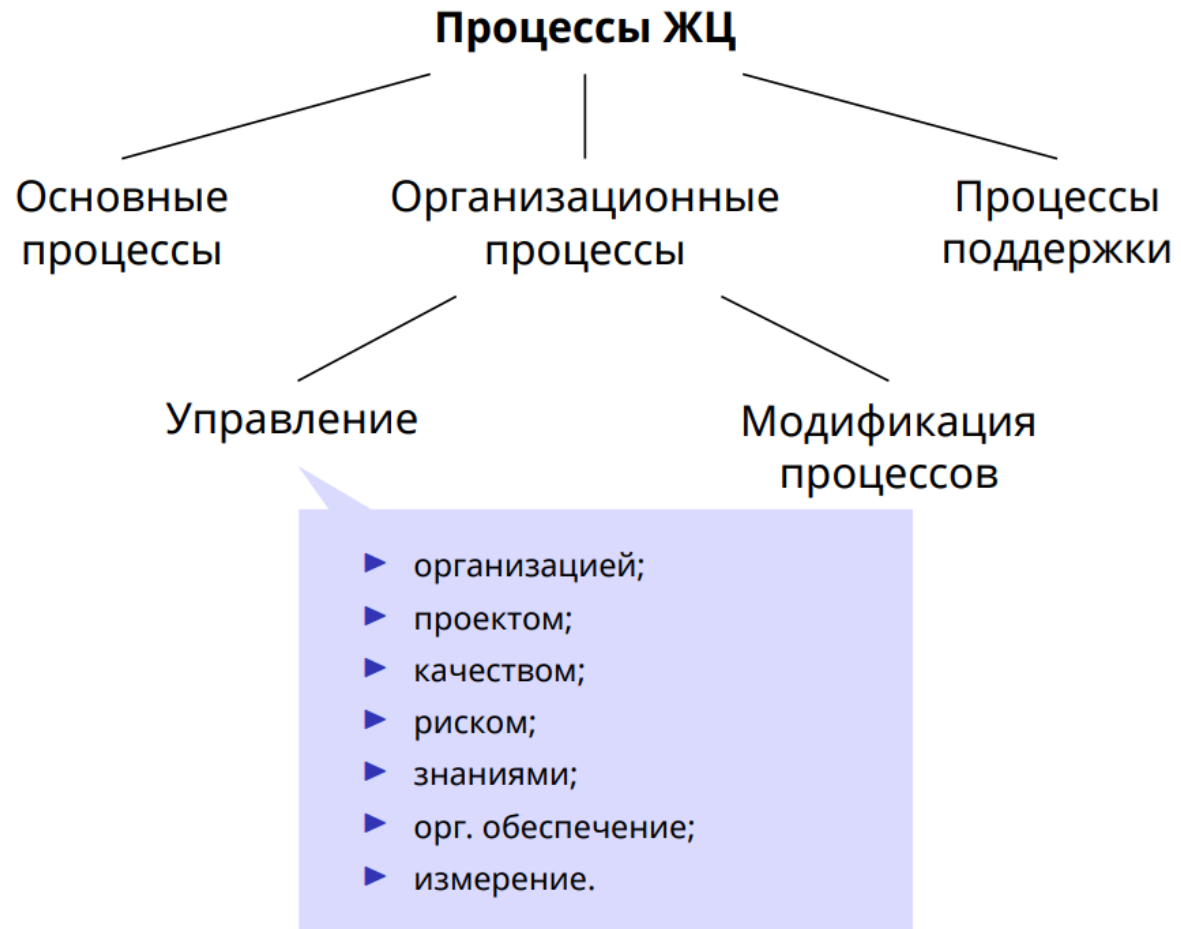 Процессы ЖЦ
Основные
процессы
Организационные
процессы
Процессы
поддержки
Управление
Модификация
процессов
организацией;
проектом;
качеством;
риском;
знаниями;
орг. обеспечение;
измерение.